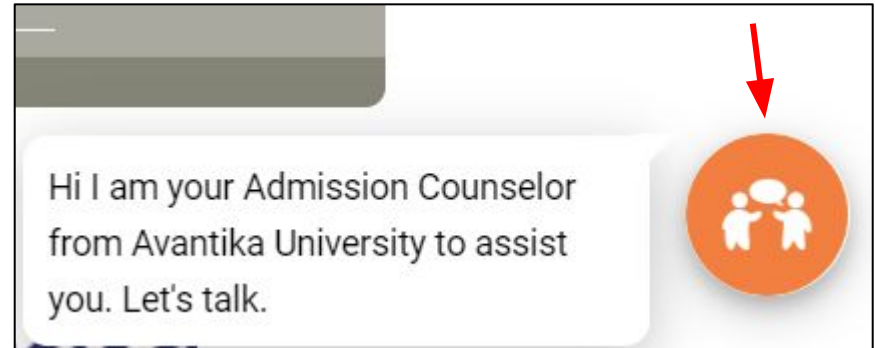 Hi I am your Admission Counselor
from Avantika University to assist
you. Let's talk.